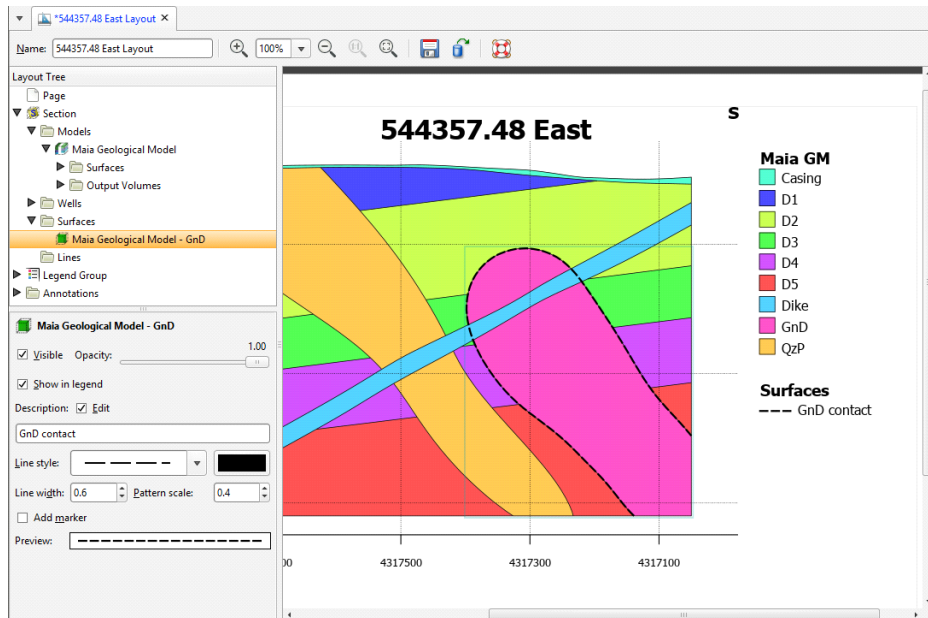 *544357.48 East Layout
Name: 544357.48 East Layout 100%
Layout Tree
Page
Section
Models
Maia Geological Model
Surfaces
Output Volumes
Wells
Surfaces
Maia Geological Model - GnD
Lines
Legend Group
Annotations
Maia Geological Model - GnD
Visible Opacity: 1.00
Show in legend
Description: Edit
GnD contact
Line style:
Line width: 0.6 Pattern scale: 0.4
Add marker
Preview:
S
544357.48 East
Maia GM
Casing
D1
D2
D3
D4
D5
Dike
GnD
QzP
Surfaces
GnD contact
00 4317500 4317300 4317100